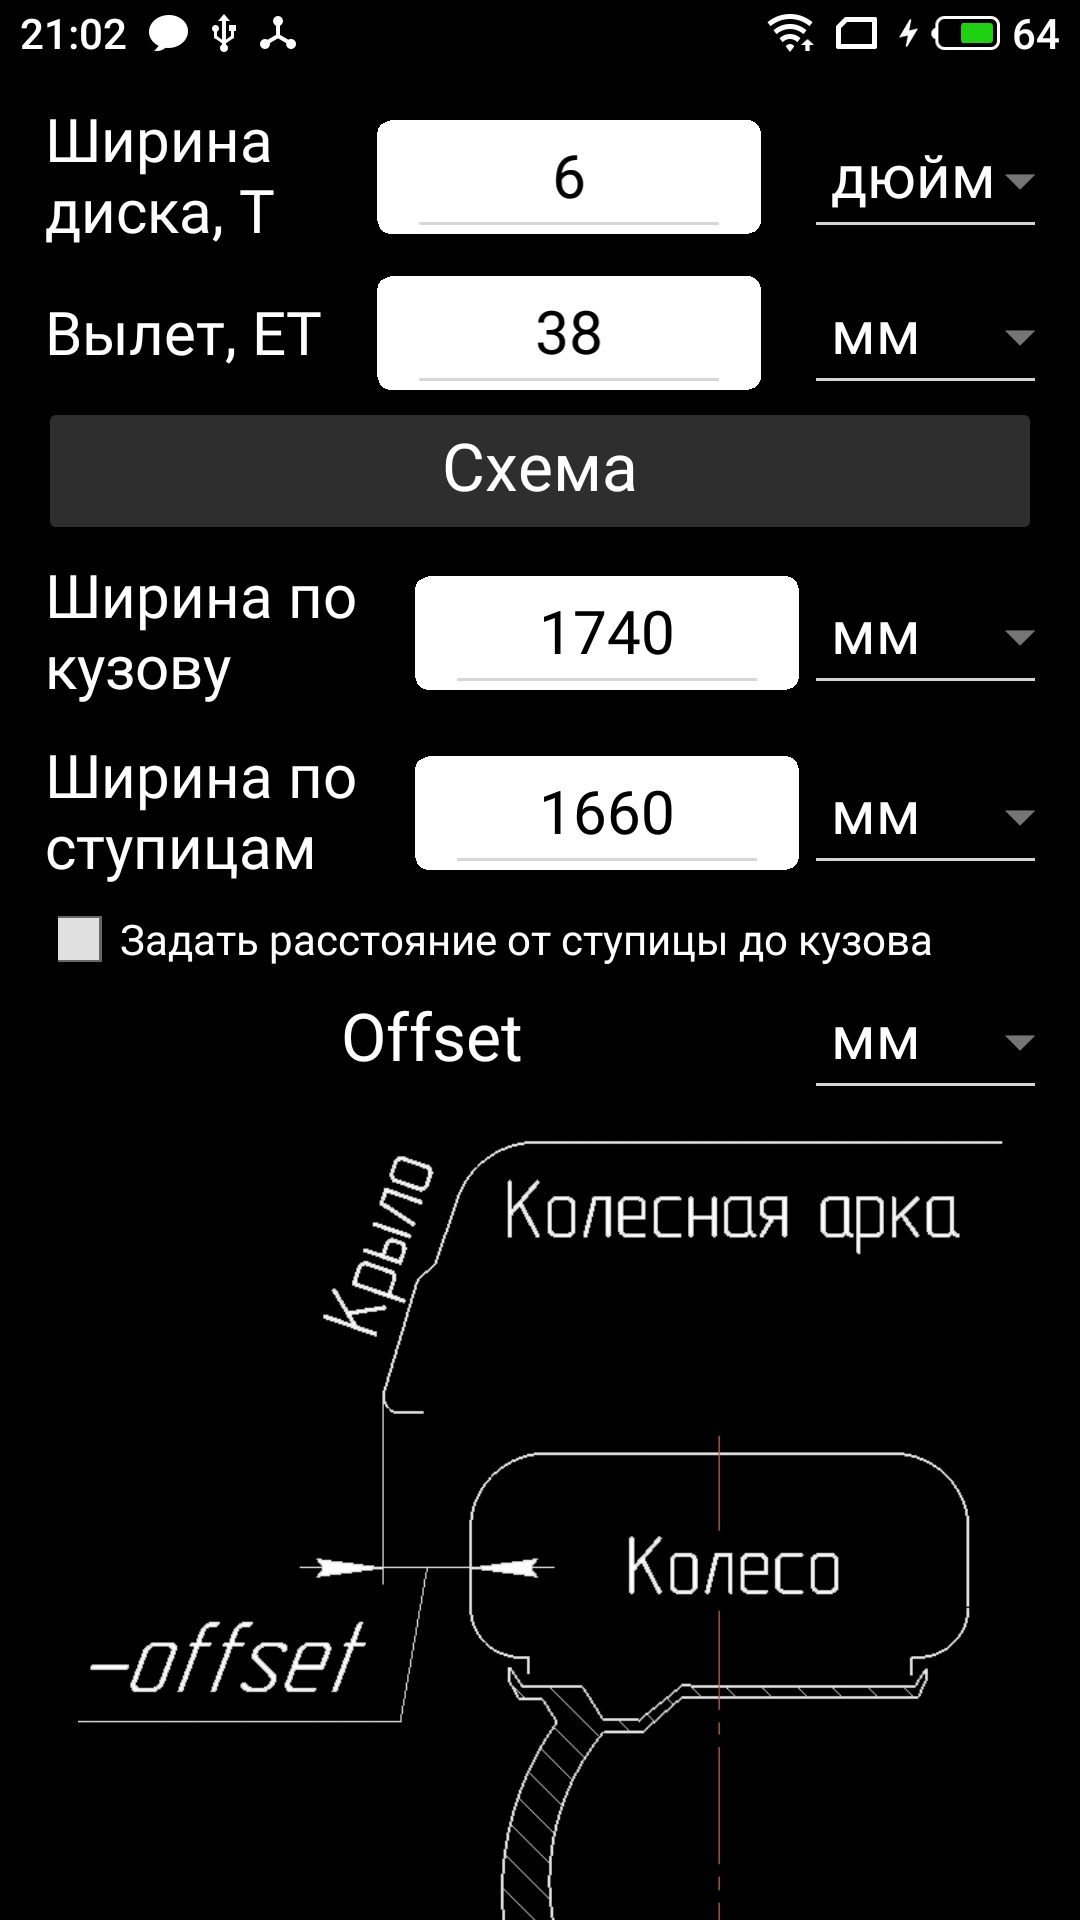 21:02 64
Ширина
диска, T 6 дюйм
Вылет, ET 38 мм
Схема
Ширина по
кузову 1740 мм
Ширина по
ступицам 1660 мм
Задать расстояние от ступицы до кузова
Offset мм
Крыло
Колесная арка
Колесо
–offset